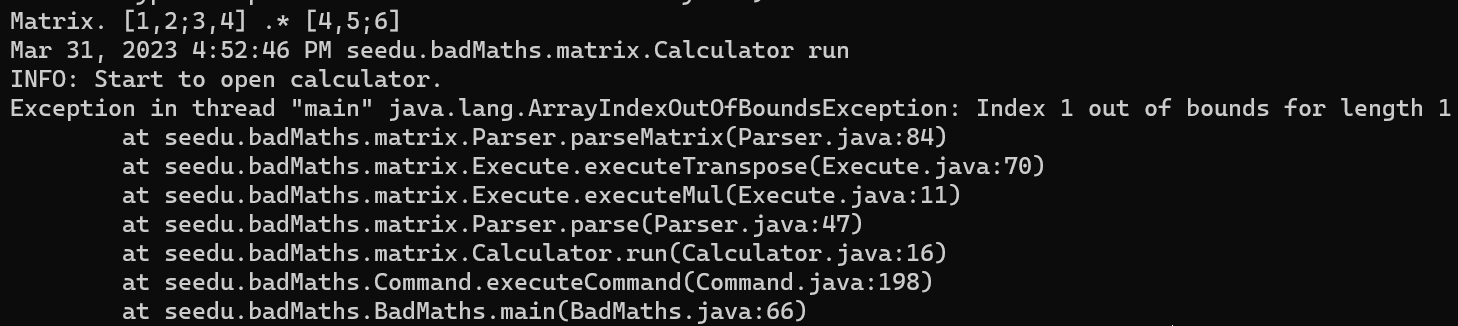 Matrix. [1,2;3,4] .* [4,5;6]
Mar 31, 2023 4:52:46 PM seedu.badMaths.matrix.Calculator run
INFO: Start to open calculator.
Exception in thread "main" java.lang.ArrayIndexOutOfBoundsException: Index 1 out of bounds for length 1
        at seedu.badMaths.matrix.Parser.parseMatrix(Parser.java:84)
        at seedu.badMaths.matrix.Execute.executeTranspose(Execute.java:70)
        at seedu.badMaths.matrix.Execute.executeMul(Execute.java:11)
        at seedu.badMaths.matrix.Parser.parse(Parser.java:47)
        at seedu.badMaths.matrix.Calculator.run(Calculator.java:16)
        at seedu.badMaths.Command.executeCommand(Command.java:198)
        at seedu.badMaths.BadMaths.main(BadMaths.java:66)